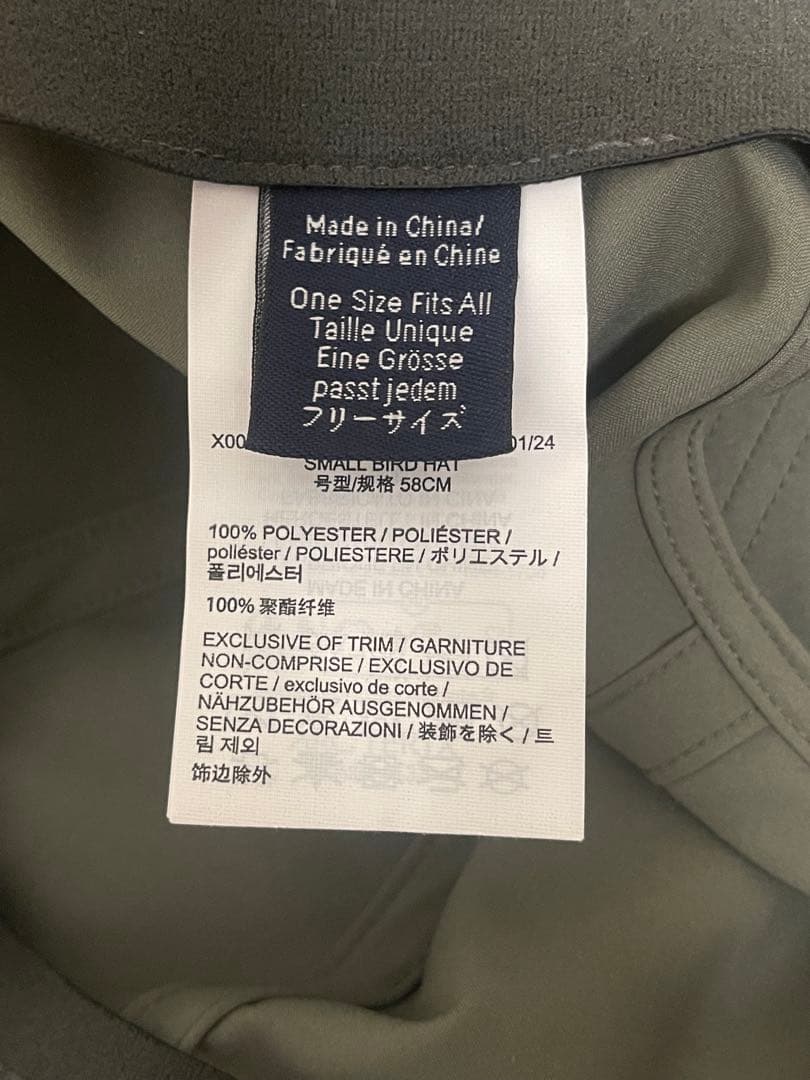 Made in China/
Fabriqué en Chine
One Size Fits All
Taille Unique
Eine Grösse
passt jedem
フリーサイズ
X00 01/24
SMALL BIRD HAT
号型/规格 58CM
100% POLYESTER / POLIÉSTER /
poliéster / POLIESTERE / ポリエステル /
폴리에스터
100% 聚酯纤维
EXCLUSIVE OF TRIM / GARNITURE
NON-COMPRISE / EXCLUSIVO DE
CORTE / exclusivo de corte /
NÄHZUBEHÖR AUSGENOMMEN /
SENZA DECORAZIONI / 装飾を除く / 트
림 제외
饰边除外